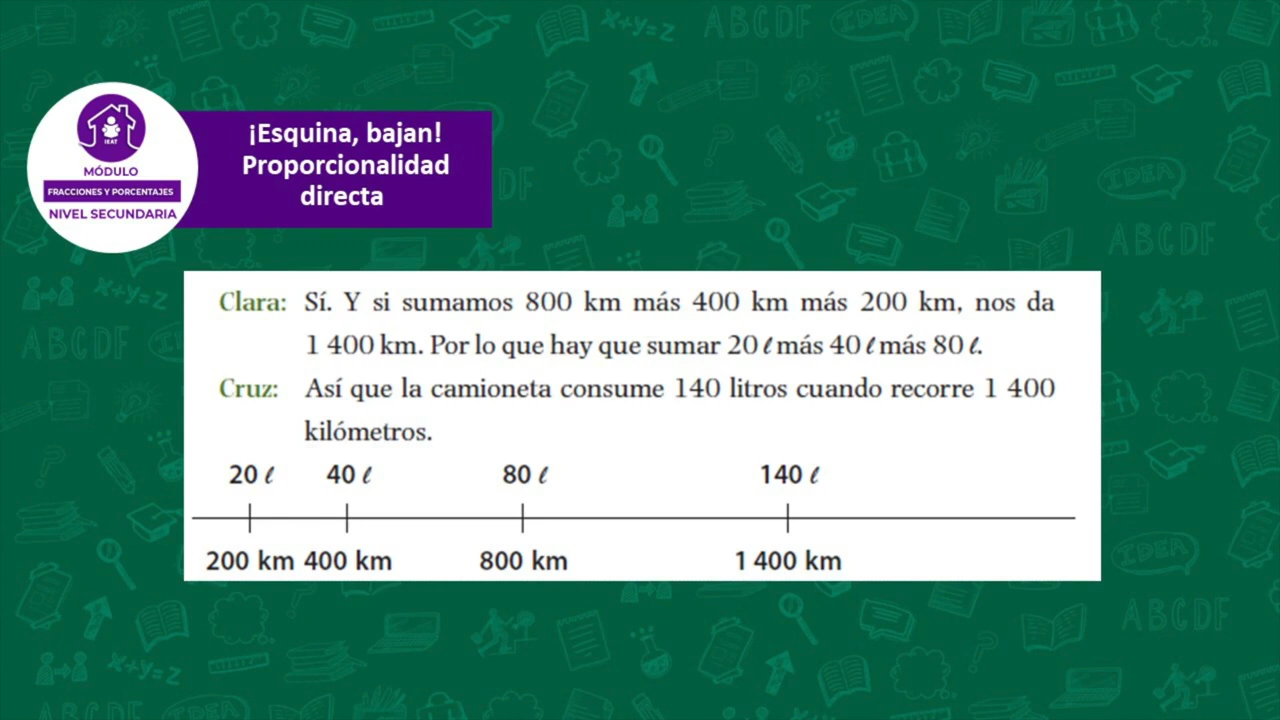 ¡Esquina, bajan!
Proporcionalidad
directa
IEAT
MÓDULO
FRACCIONES Y PORCENTAJES
NIVEL SECUNDARIA
Clara: Sí. Y si sumamos 800 km más 400 km más 200 km, nos da
1 400 km. Por lo que hay que sumar 20 ℓ más 40 ℓ más 80 ℓ.
Cruz: Así que la camioneta consume 140 litros cuando recorre 1 400
kilómetros.
20 ℓ 40 ℓ 80 ℓ 140 ℓ
200 km 400 km 800 km 1 400 km